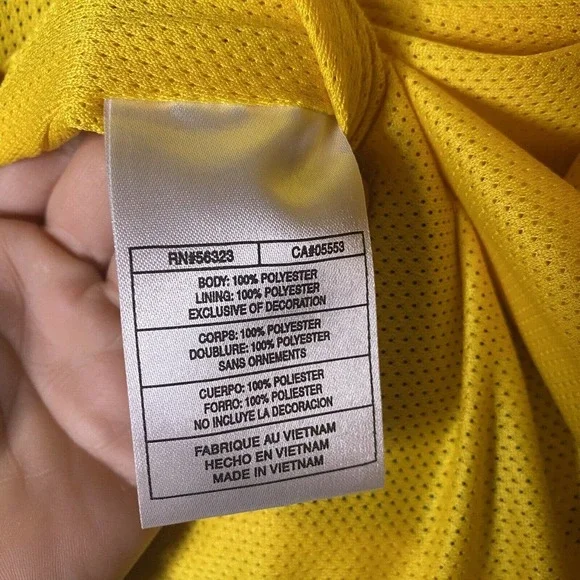 RN#56323 CA#05553
BODY: 100% POLYESTER
LINING: 100% POLYESTER
EXCLUSIVE OF DECORATION
CORPS: 100% POLYESTER
DOUBLURE: 100% POLYESTER
SANS ORNEMENTS
CUERPO: 100% POLIESTER
FORRO: 100% POLIESTER
NO INCLUYE LA DECORACION
FABRIQUE AU VIETNAM
HECHO EN VIETNAM
MADE IN VIETNAM